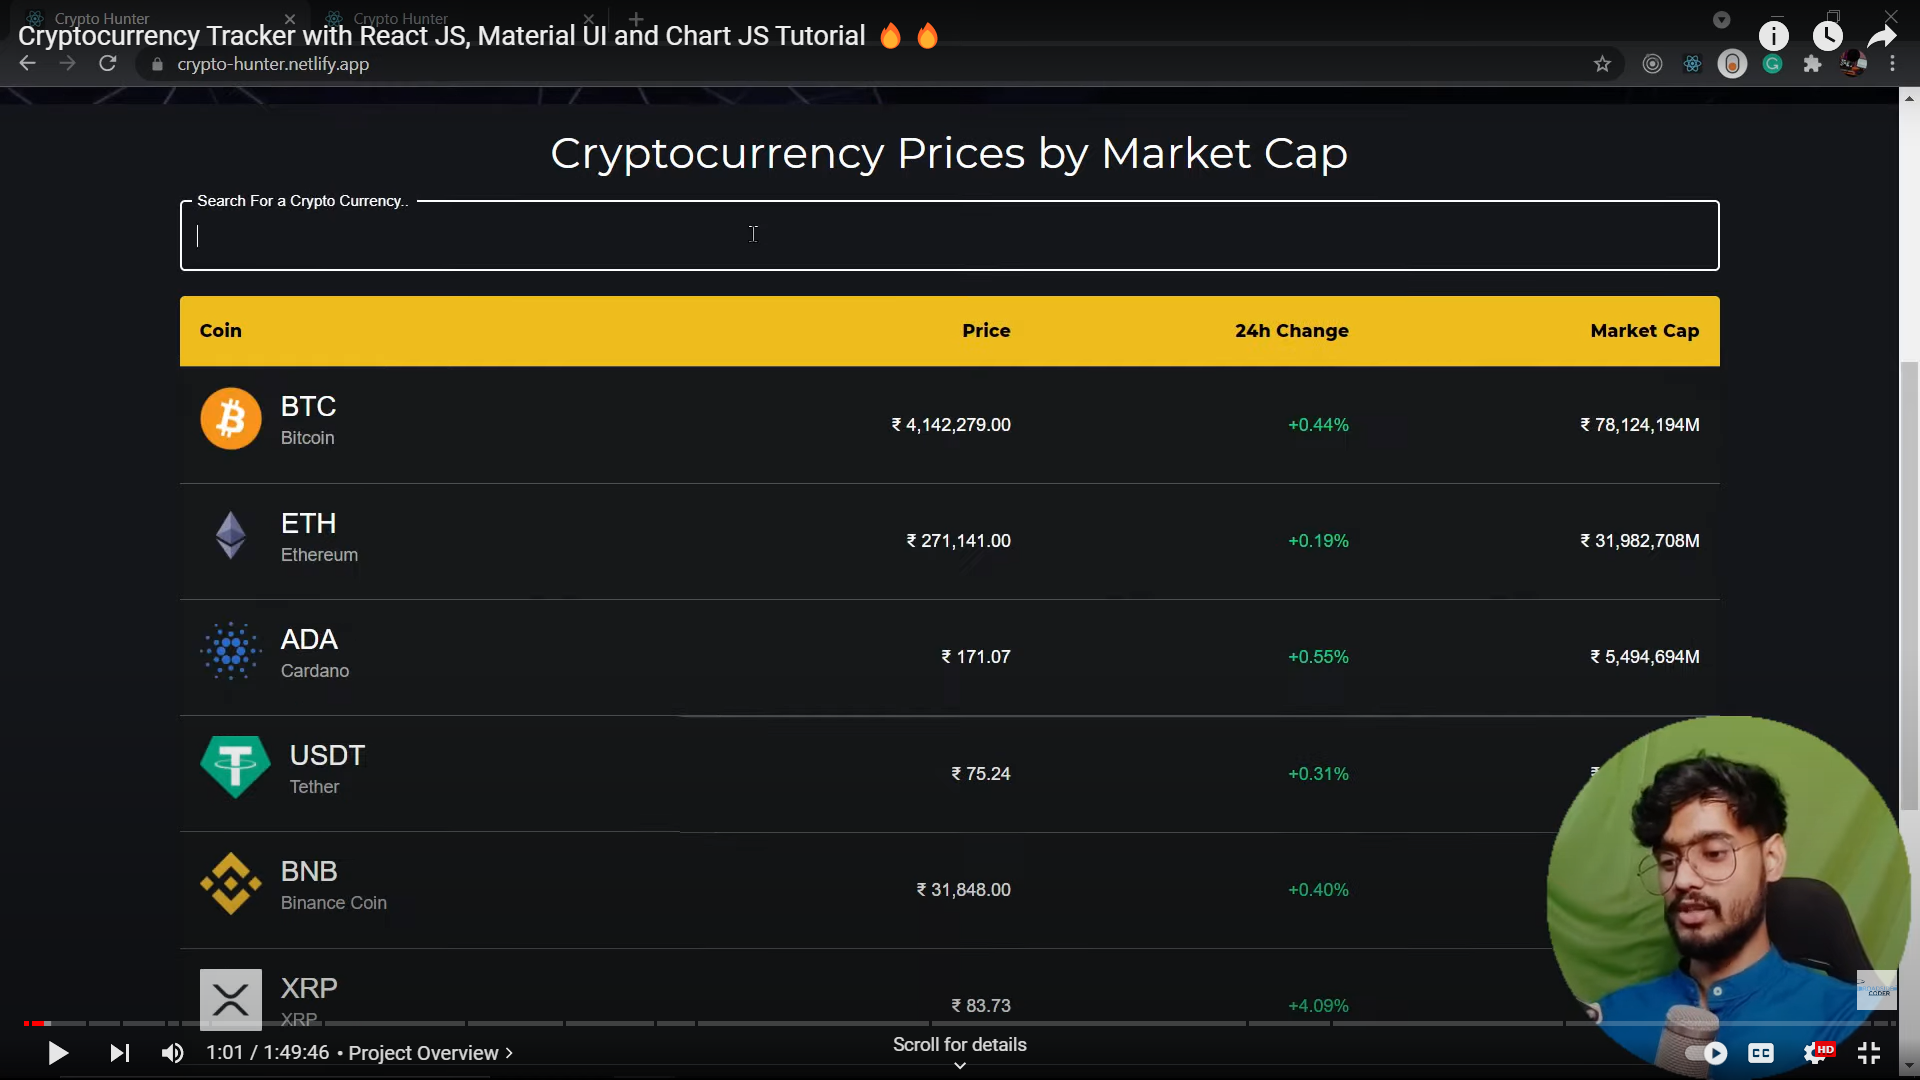 Crypto Hunter
Crypto Hunter
Cryptocurrency Tracker with React JS, Material UI and Chart JS Tutorial 🔥 🔥
crypto-hunter.netlify.app
Cryptocurrency Prices by Market Cap
Search For a Crypto Currency..
Coin Price 24h Change Market Cap
BTC
Bitcoin
₹ 4,142,279.00 +0.44% ₹ 78,124,194M
ETH
Ethereum
₹ 271,141.00 +0.19% ₹ 31,982,708M
ADA
Cardano
₹ 171.07 +0.55% ₹ 5,494,694M
USDT
Tether
₹ 75.24 +0.31% ₹
BNB
Binance Coin
₹ 31,848.00 +0.40%
XRP
XRP
₹ 83.73 +4.09%
CODER
1:01 / 1:49:46 • Project Overview ›
Scroll for details
CC
HD